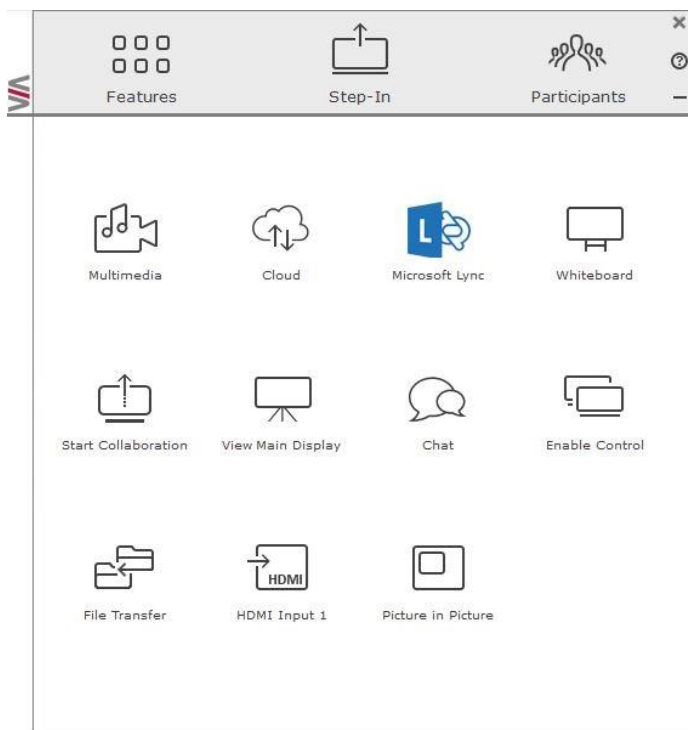 Features
Step-In
Participants
Multimedia
Cloud
L
Microsoft Lync
Whiteboard
Start Collaboration
View Main Display
Chat
Enable Control
HDMI
File Transfer
HDMI Input 1
Picture in Picture